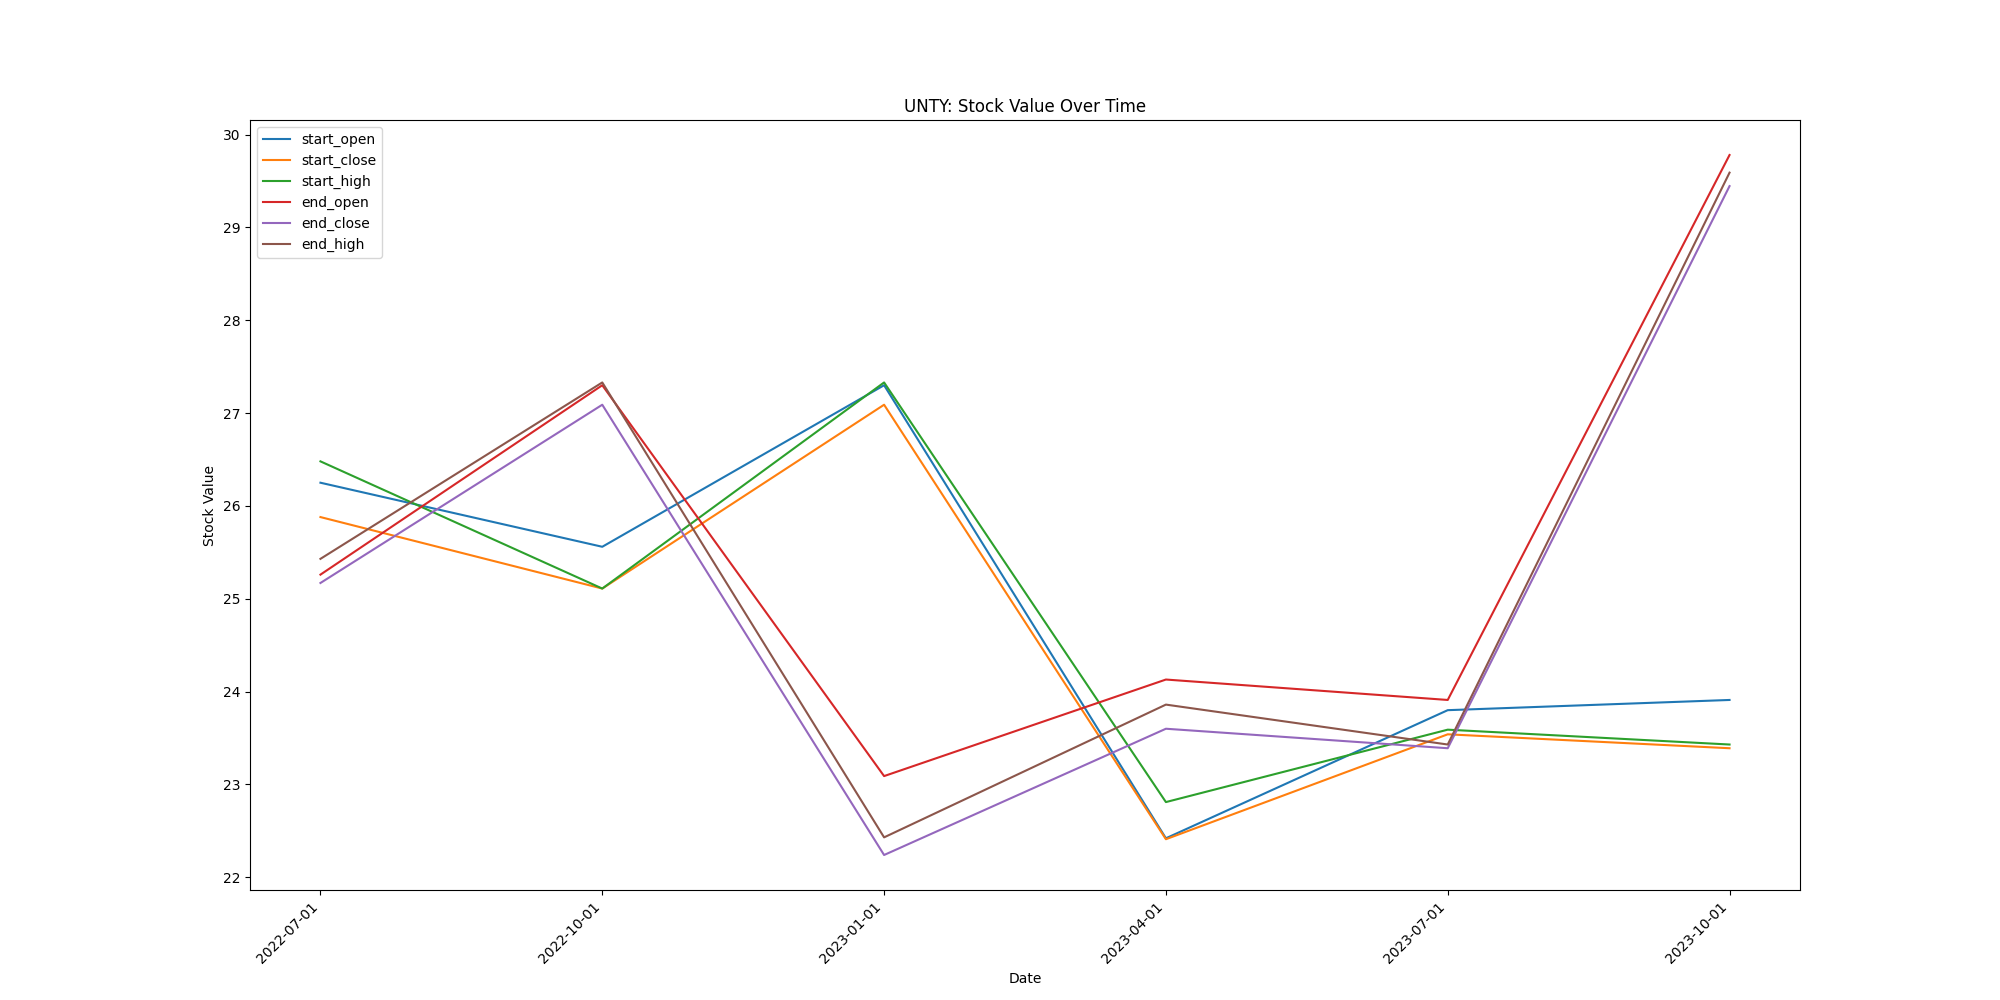 UNTY: Stock Value Over Time
30
29
28
27
26
25
24
23
22
Stock Value
start_open
start_close
start_high
end_open
end_close
end_high
2022-07-01
2022-10-01
2023-01-01
2023-04-01
2023-07-01
2023-10-01
Date